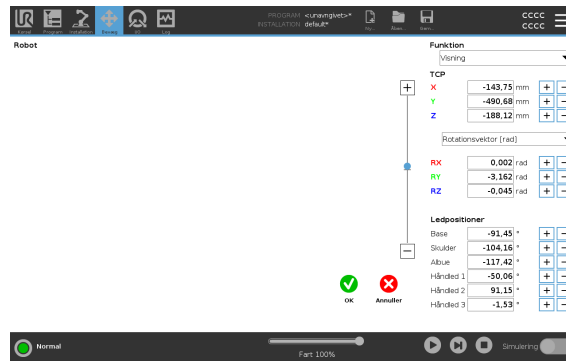 UR
Kørsel Program Installation Bevæg I/O Log
PROGRAM <unavngivet>*
INSTALLATION default*
Ny... Åbn... Gem...
cccc
cccc
Robot
Funktion
Visning
TCP
X -143,75 mm + −
Y -490,68 mm + −
Z -188,12 mm + −
Rotationsvektor [rad]
RX 0,002 rad + −
RY -3,162 rad + −
RZ -0,045 rad + −
Ledpositioner
Base -91,45 ° + −
Skulder -104,16 ° + −
Albue -117,42 ° + −
Håndled 1 -50,06 ° + −
Håndled 2 91,15 ° + −
Håndled 3 -1,53 ° + −
OK Annuller
Normal
Fart 100%
Simulering